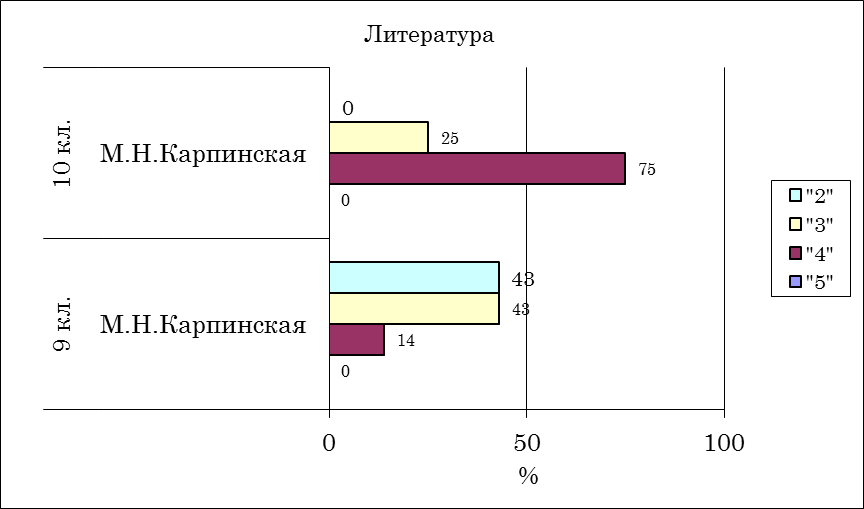 Литература
10 кл.
М.Н.Карпинская
0
25
75
0
9 кл.
М.Н.Карпинская
43
43
14
0
0 50 100
%
"2"
"3"
"4"
"5"